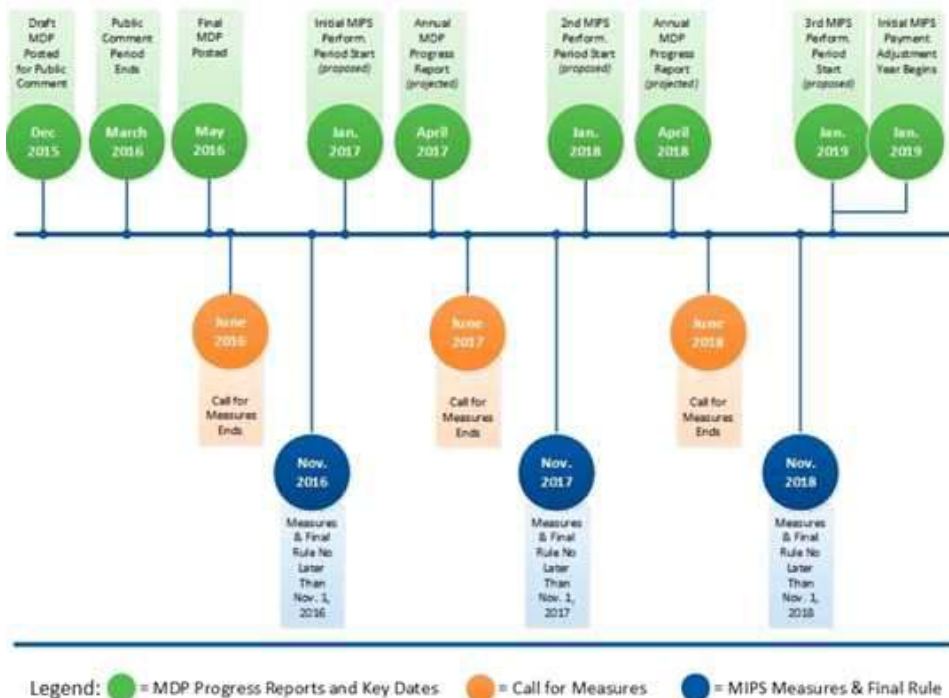 Draft
MDP
Posted
for Public
Comment
Public
Comment
Period
Ends
Final
MDP
Posted
Initial MIPS
Perform.
Period Start
(proposed)
Annual
MDP
Progress
Report
(projected)
2nd MIPS
Perform.
Period Start
(proposed)
Annual
MDP
Progress
Report
(projected)
3rd MIPS
Perform.
Period
Start
(proposed)
Initial MIPS
Payment
Adjustment
Year Begins
Dec
2015
March
2016
May
2016
Jan.
2017
April
2017
Jan.
2018
April
2018
Jan.
2019
Jan.
2019
June
2016
June
2017
June
2018
Call for
Measures
Ends
Call for
Measures
Ends
Call for
Measures
Ends
Nov.
2016
Nov.
2017
Nov.
2018
Measures
& Final
Rule No
Later
Than
Nov. 1,
2016
Measures
& Final
Rule No
Later
Than
Nov. 1,
2017
Measures
& Final
Rule No
Later
Than
Nov. 1,
2018
Legend: = MDP Progress Reports and Key Dates = Call for Measures = MIPS Measures & Final Rule